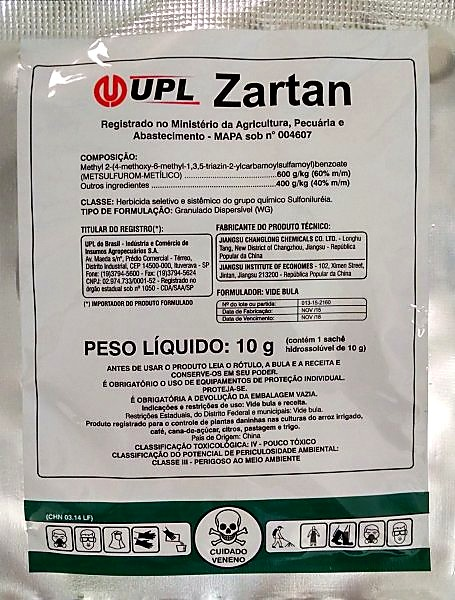 UPL Zartan
Registrado no Ministério da Agricultura, Pecuária e
Abastecimento - MAPA sob n° 004607
COMPOSIÇÃO:
Methyl 2-(4-methoxy-6-methyl-1,3,5-triazin-2-ylcarbamoylsulfamoyl)benzoate
(METSULFUROM-METÍLICO) ........................... 600 g/kg (60% m/m)
Outros ingredientes ........................... 400 g/kg (40% m/m)
CLASSE: Herbicida seletivo e sistêmico do grupo químico Sulfoniluréia.
TIPO DE FORMULAÇÃO: Granulado Dispersível (WG)
TITULAR DO REGISTRO(*):
UPL do Brasil - Indústria e Comércio de
Insumos Agropecuários S.A.
Av. Maeda s/n°, Prédio Comercial - Térreo,
Distrito Industrial, CEP 14500-000, Ituverava - SP
Fone: (19)3794-5600 - Fax: (19)3794-5624
CNPJ: 02.974.733/0001-52 - Registrado no
órgão estadual sob n° 1050 - CDA/SAA/SP
(*) IMPORTADOR DO PRODUTO FORMULADO
FABRICANTE DO PRODUTO TÉCNICO:
JIANGSU CHANGLONG CHEMICALS CO. LTD. - Longhu
Tang, New District of Changzhou, Jiangsu - República
Popular da China
JIANGSU INSTITUTE OF ECONOMES - 102, Ximen Street,
Jintan, Jiangsu 213200 - República Popular da China
FORMULADOR: VIDE BULA
N° do lote ou partida: 013-15-2160
Data de Fabricação: NOV /15
Data de Vencimento: NOV /18
PESO LÍQUIDO: 10 g (contém 1 sachê
hidrossolúvel de 10 g)
ANTES DE USAR O PRODUTO LEIA O RÓTULO, A BULA E A RECEITA E
CONSERVE-OS EM SEU PODER.
É OBRIGATÓRIO O USO DE EQUIPAMENTOS DE PROTEÇÃO INDIVIDUAL.
PROTEJA-SE.
É OBRIGATÓRIA A DEVOLUÇÃO DA EMBALAGEM VAZIA.
Indicações e restrições de uso: Vide bula e receita.
Restrições Estaduais, do Distrito Federal e municipais: Vide bula.
Produto registrado para o controle de plantas daninhas nas culturas do arroz irrigado,
café, cana-de-açúcar, citros, pastagem e trigo.
País de Origem: China
CLASSIFICAÇÃO TOXICOLÓGICA: IV - POUCO TÓXICO
CLASSIFICAÇÃO DO POTENCIAL DE PERICULOSIDADE AMBIENTAL:
CLASSE III - PERIGOSO AO MEIO AMBIENTE
(CHN 03.14 LF)
CUIDADO
VENENO